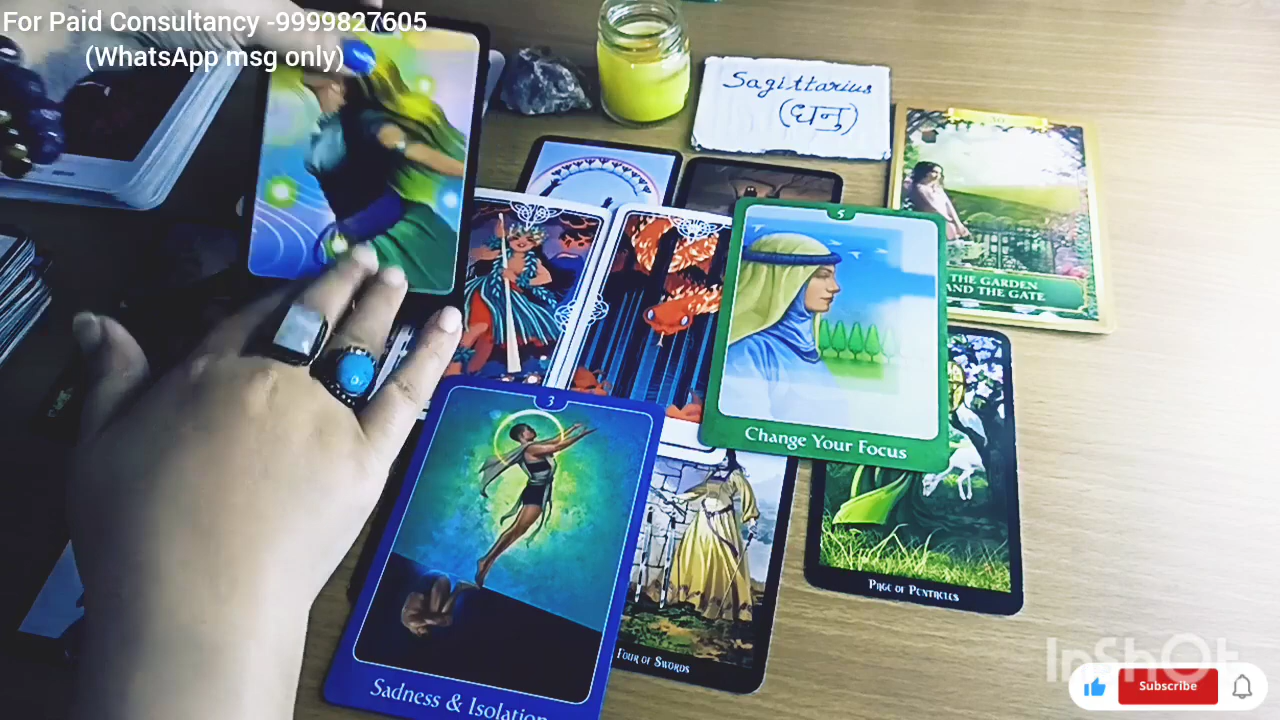 For Paid Consultancy -9999827605
(WhatsApp msg only)
Sagittarius
(धनु)
30
THE GARDEN
AND THE GATE
5
Change Your Focus
3
Sadness & Isolation
FOUR OF SWORDS
PAGE OF PENTACLES
InShOt
Subscribe